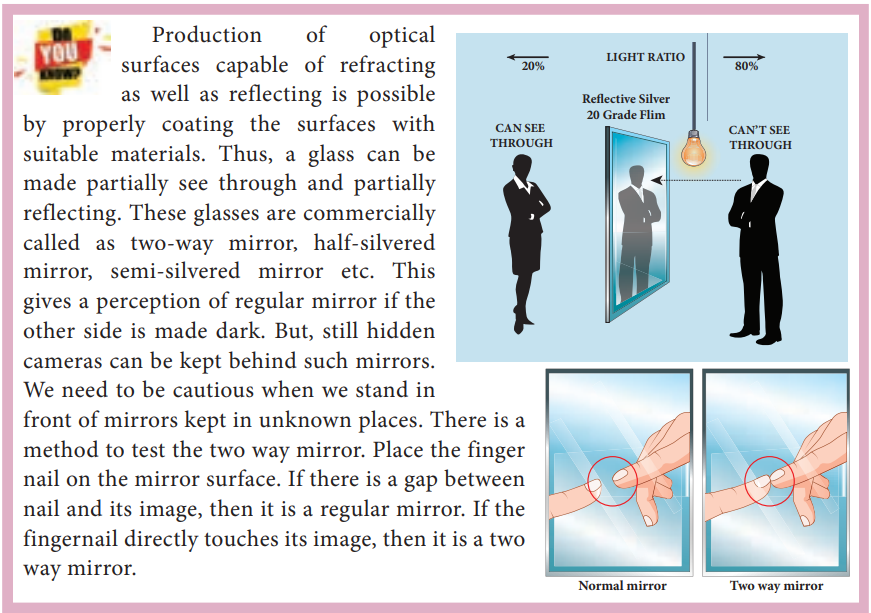 DO
YOU
KNOW?
Production of optical
surfaces capable of refracting
as well as reflecting is possible
by properly coating the surfaces with
suitable materials. Thus, a glass can be
made partially see through and partially
reflecting. These glasses are commercially
called as two-way mirror, half-silvered
mirror, semi-silvered mirror etc. This
gives a perception of regular mirror if the
other side is made dark. But, still hidden
cameras can be kept behind such mirrors.
We need to be cautious when we stand in
front of mirrors kept in unknown places. There is a
method to test the two way mirror. Place the finger
nail on the mirror surface. If there is a gap between
nail and its image, then it is a regular mirror. If the
fingernail directly touches its image, then it is a two
way mirror.
LIGHT RATIO
20%
80%
Reflective Silver
20 Grade Flim
CAN SEE
THROUGH
CAN'T SEE
THROUGH
Normal mirror
Two way mirror